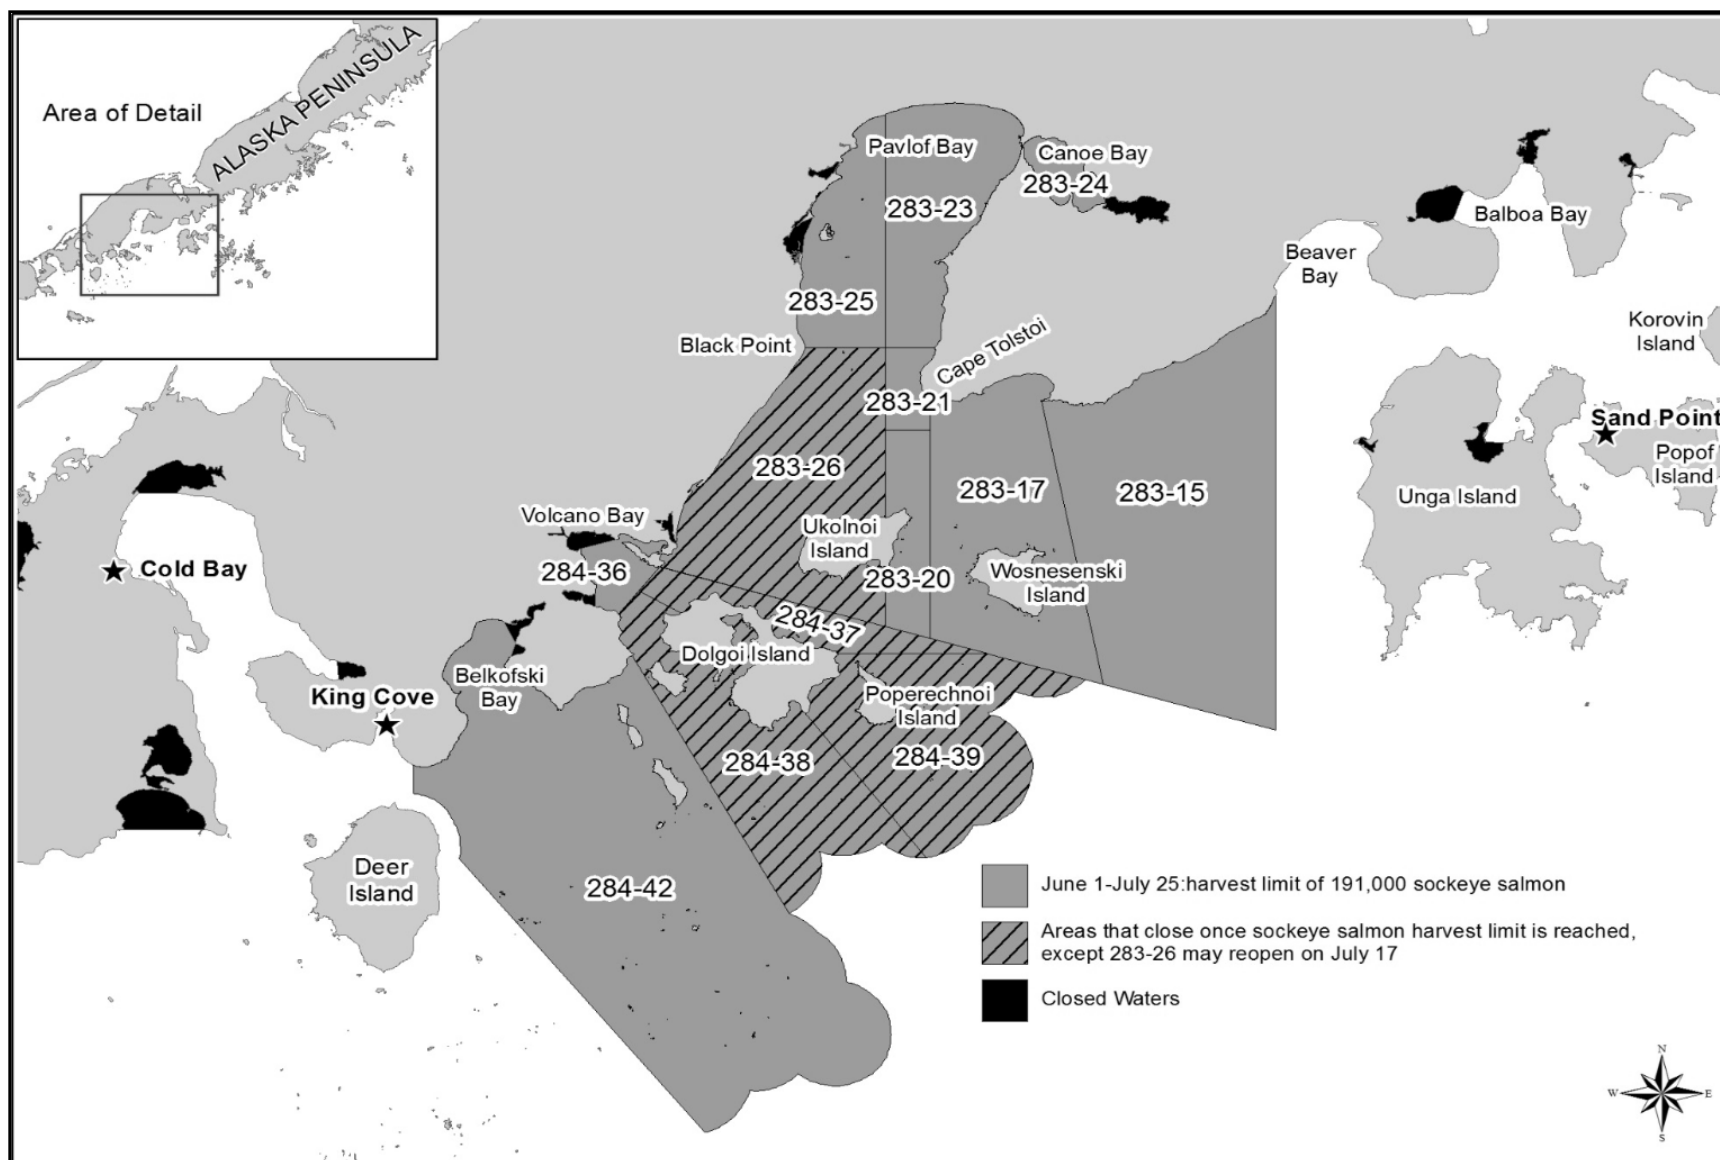 Area of Detail
ALASKA PENINSULA
Pavlof Bay
Canoe Bay
283-24
283-23
Balboa Bay
Beaver
Bay
283-25
Korovin
Island
Black Point
Cape Tolstoi
283-21
Sand Point
Popof
Island
283-26
283-17
283-15
Unga Island
Volcano Bay
Ukolnoi
Island
Cold Bay
284-36
283-20
Wosnesenski
Island
284-37
Dolgoi Island
Belkofski
Bay
King Cove
Poperechnoi
Island
284-38
284-39
Deer
Island
284-42
June 1-July 25:harvest limit of 191,000 sockeye salmon
Areas that close once sockeye salmon harvest limit is reached,
except 283-26 may reopen on July 17
Closed Waters
N
W
E
S